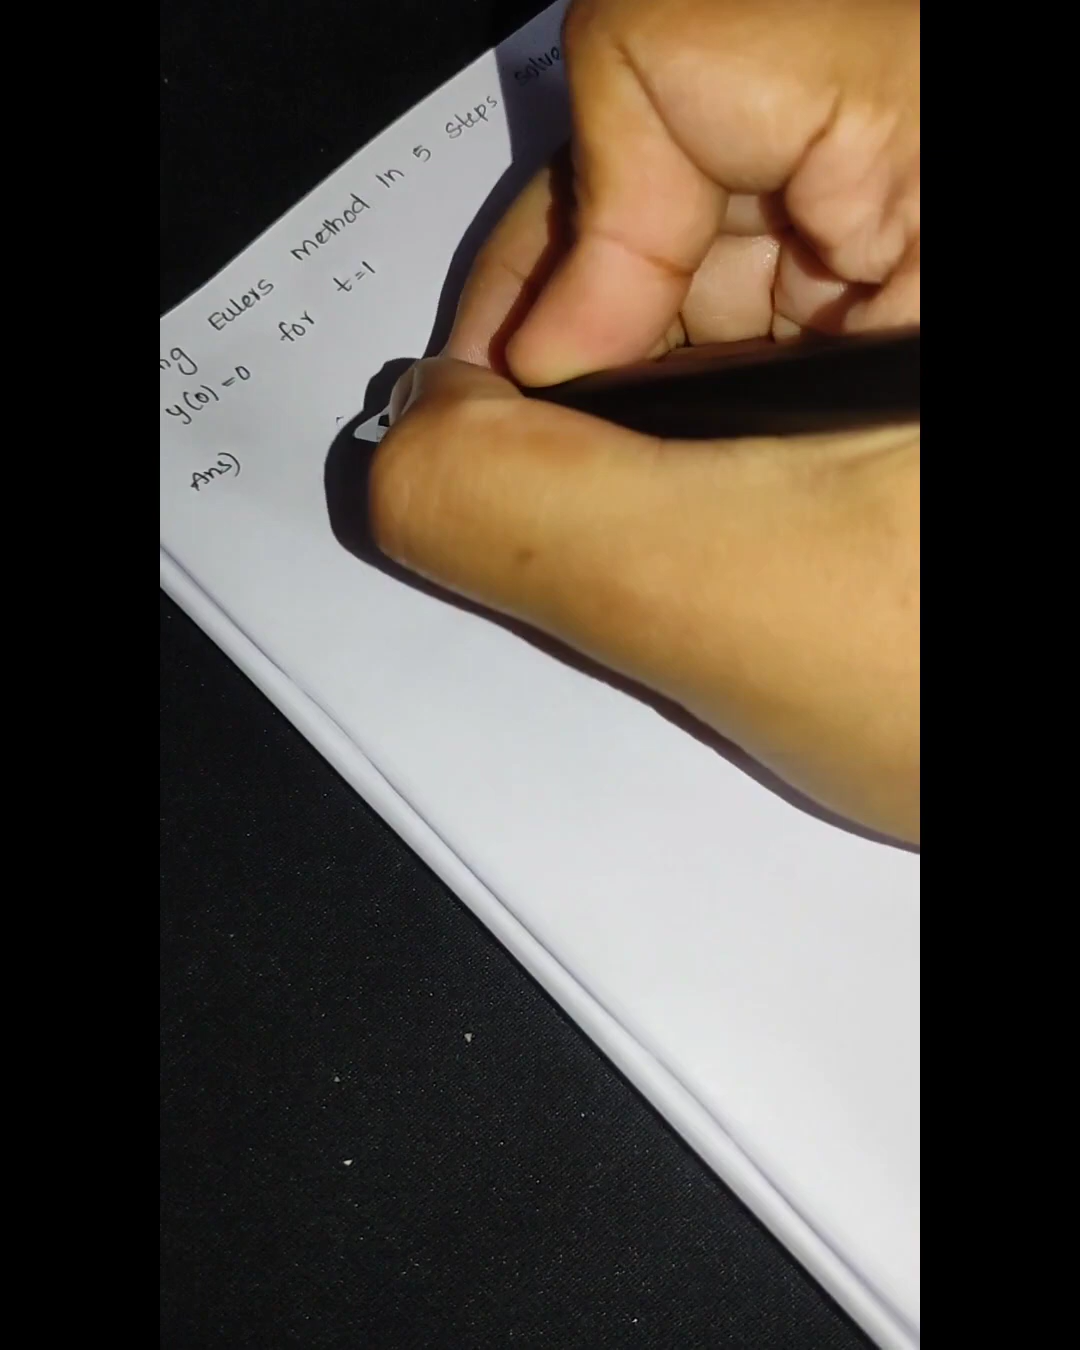 ng Eulers method in 5 steps solve
y(0)=0 for t=1
Ans)